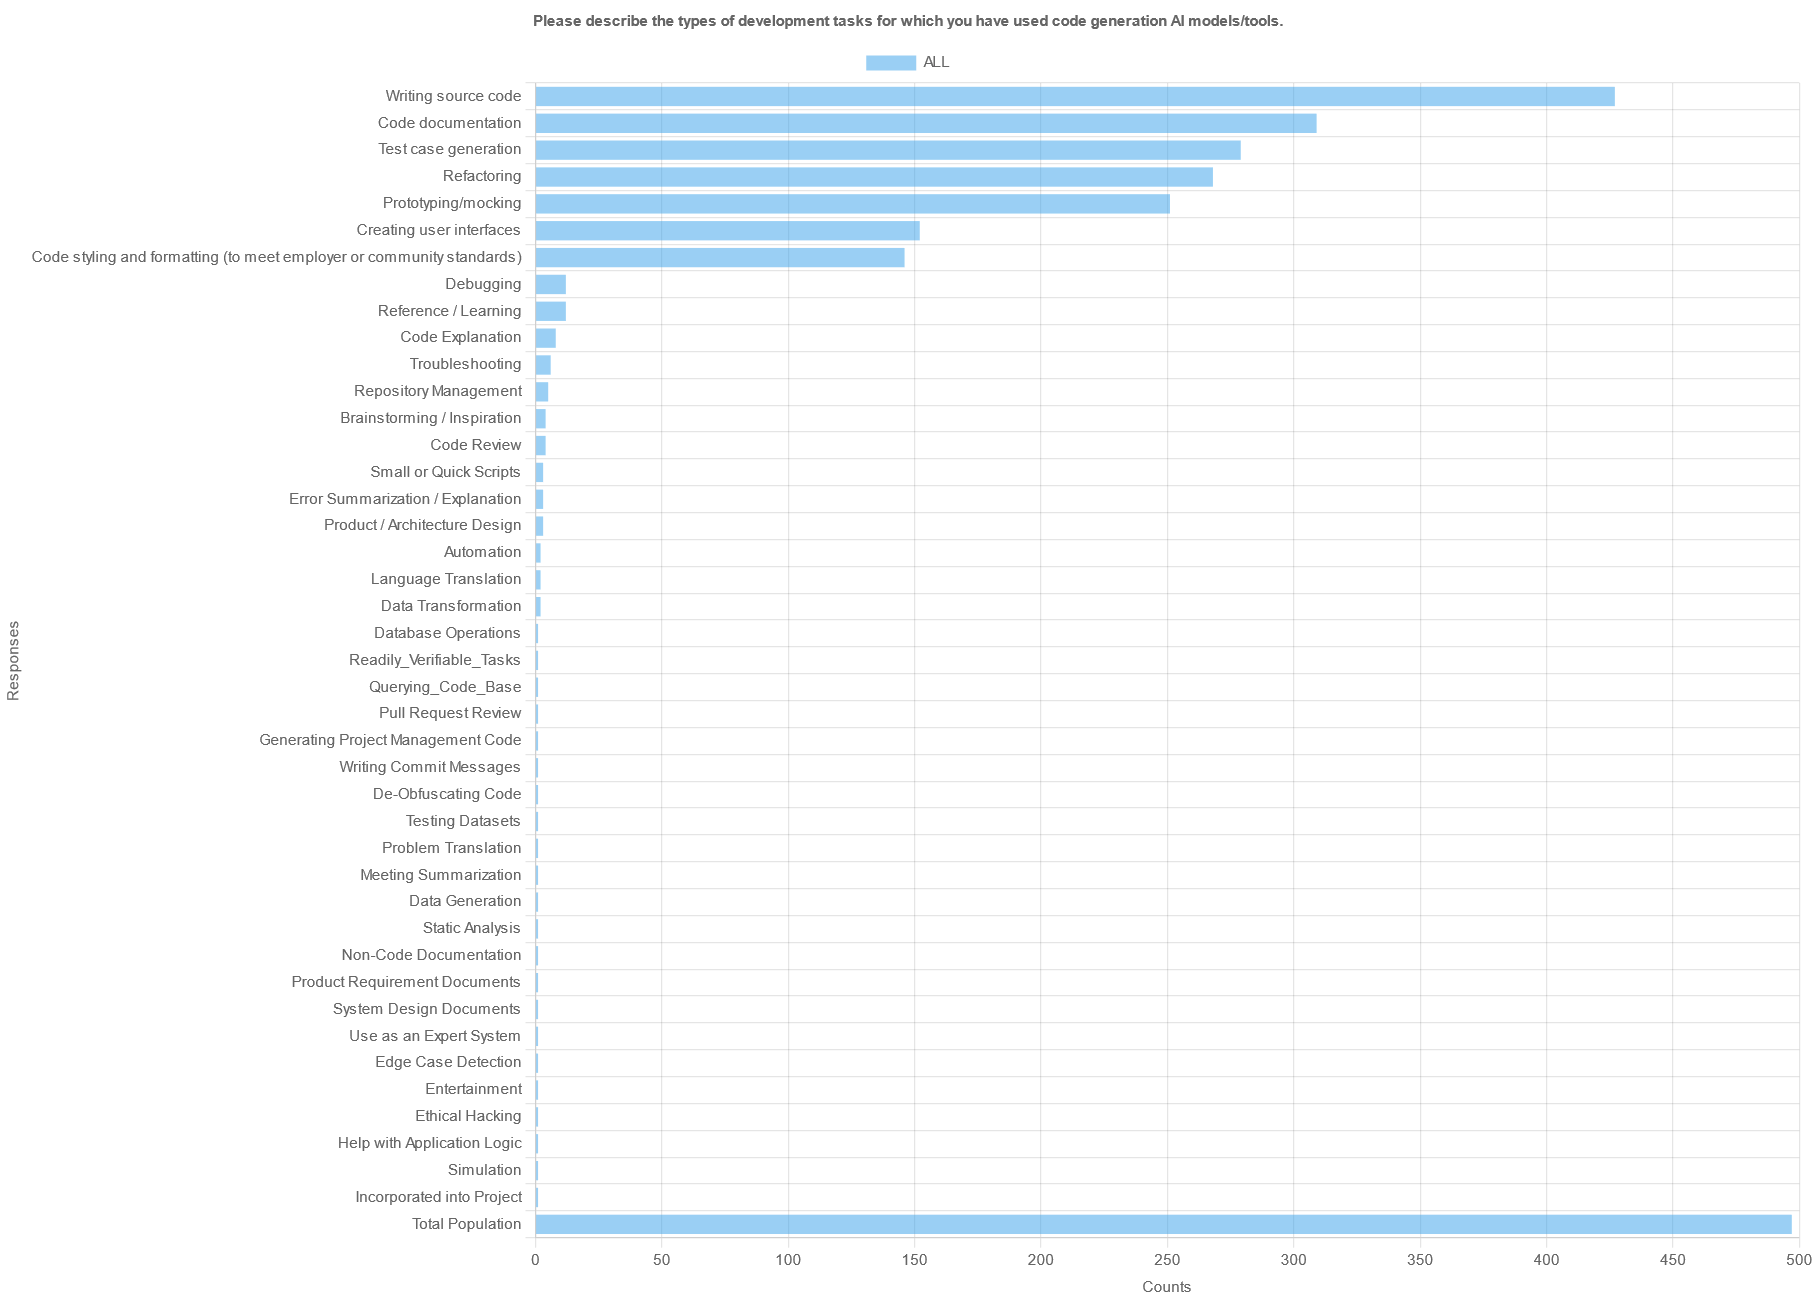 Please describe the types of development tasks for which you have used code generation AI models/tools.
ALL
Writing source code
Code documentation
Test case generation
Refactoring
Prototyping/mocking
Creating user interfaces
Code styling and formatting (to meet employer or community standards)
Debugging
Reference / Learning
Code Explanation
Troubleshooting
Repository Management
Brainstorming / Inspiration
Code Review
Small or Quick Scripts
Error Summarization / Explanation
Product / Architecture Design
Automation
Language Translation
Data Transformation
Database Operations
Readily_Verifiable_Tasks
Querying_Code_Base
Pull Request Review
Generating Project Management Code
Writing Commit Messages
De-Obfuscating Code
Testing Datasets
Problem Translation
Meeting Summarization
Data Generation
Static Analysis
Non-Code Documentation
Product Requirement Documents
System Design Documents
Use as an Expert System
Edge Case Detection
Entertainment
Ethical Hacking
Help with Application Logic
Simulation
Incorporated into Project
Total Population
Responses
0 50 100 150 200 250 300 350 400 450 500
Counts